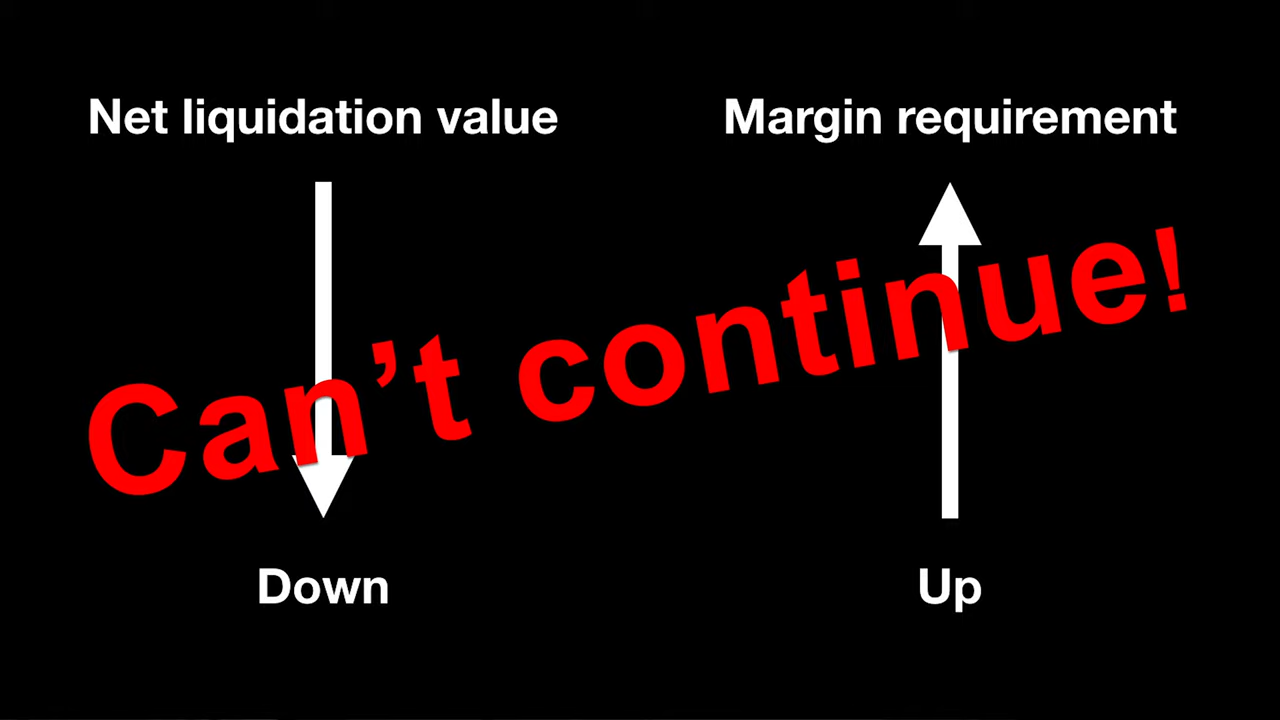 Net liquidation value
Margin requirement
Can’t continue!
Down
Up